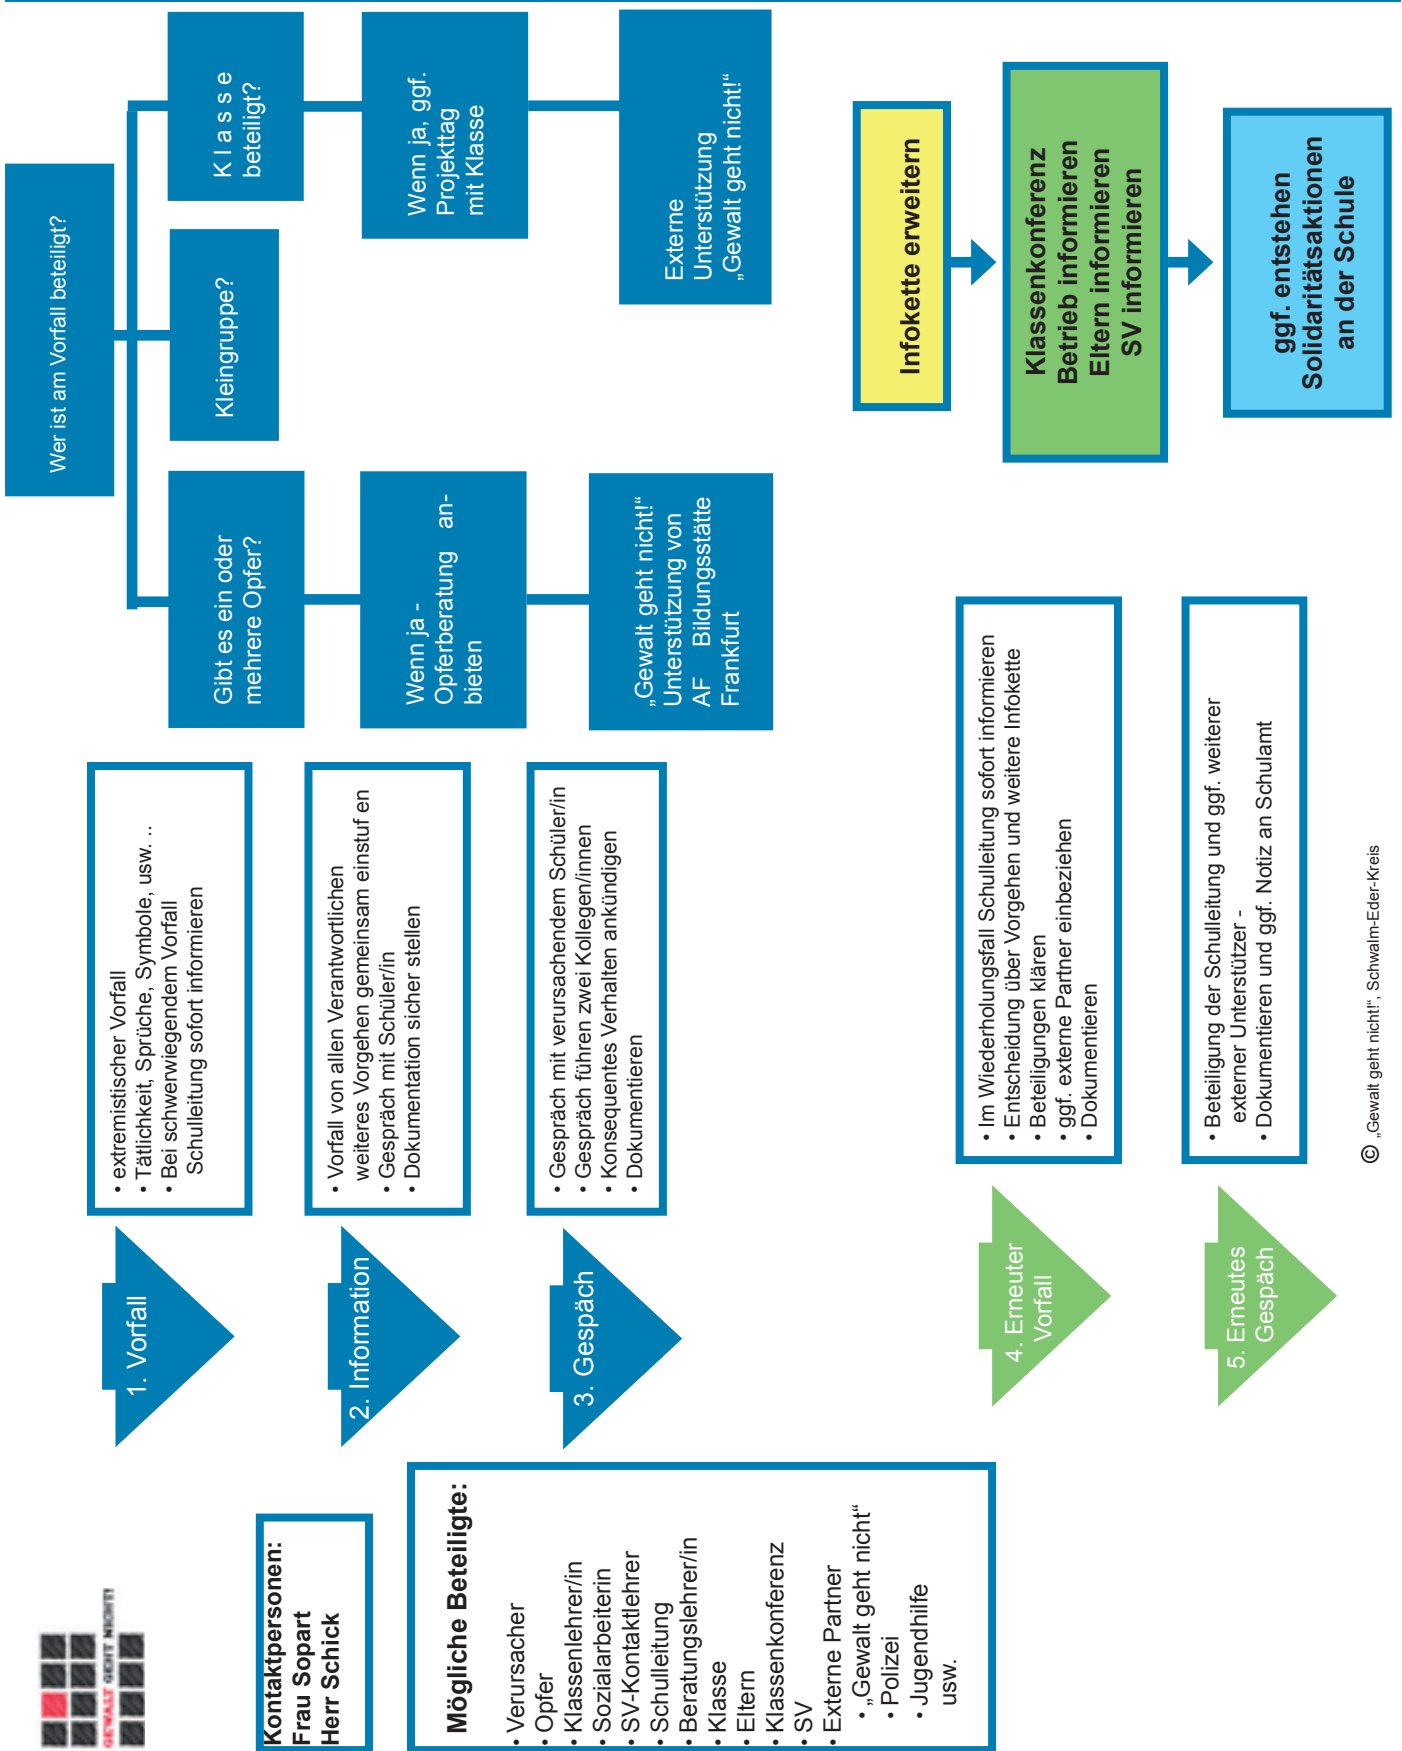 GEWALT GEHT NICHT!
Kontaktpersonen:
Frau Sopart
Herr Schick
Mögliche Beteiligte:
• Verursacher
• Opfer
• Klassenlehrer/in
• Sozialarbeiterin
• SV-Kontaktlehrer
• Schulleitung
• Beratungslehrer/in
• Klasse
• Eltern
• Klassenkonferenz
• SV
• Externe Partner
• „Gewalt geht nicht“
• Polizei
• Jugendhilfe
usw.
1. Vorfall
• extremistischer Vorfall
• Tätlichkeit, Sprüche, Symbole, usw. ..
• Bei schwerwiegendem Vorfall
Schulleitung sofort informieren
2. Information
• Vorfall von allen Verantwortlichen
weiteres Vorgehen gemeinsam einstuf en
• Gespräch mit Schüler/in
• Dokumentation sicher stellen
3. Gespäch
• Gespräch mit verursachendem Schüler/in
• Gespräch führen zwei Kollegen/innen
• Konsequentes Verhalten ankündigen
• Dokumentieren
4. Erneuter
Vorfall
• Im Wiederholungsfall Schulleitung sofort informieren
• Entscheidung über Vorgehen und weitere Infokette
• Beteiligungen klären
• ggf. externe Partner einbeziehen
• Dokumentieren
5. Erneutes
Gespäch
• Beteiligung der Schulleitung und ggf. weiterer
externer Unterstützer -
• Dokumentieren und ggf. Notiz an Schulamt
Wer ist am Vorfall beteiligt?
Gibt es ein oder
mehrere Opfer?
Wenn ja -
Opferberatung an-
bieten
„Gewalt geht nicht!“
Unterstützung von
AF Bildungsstätte
Frankfurt
Kleingruppe?
K l a s s e
beteiligt?
Wenn ja, ggf.
Projekttag
mit Klasse
Externe
Unterstützung
„Gewalt geht nicht!“
Infokette erweitern
Klassenkonferenz
Betrieb informieren
Eltern informieren
SV informieren
ggf. entstehen
Solidaritätsaktionen
an der Schule
© „Gewalt geht nicht!“, Schwalm-Eder-Kreis